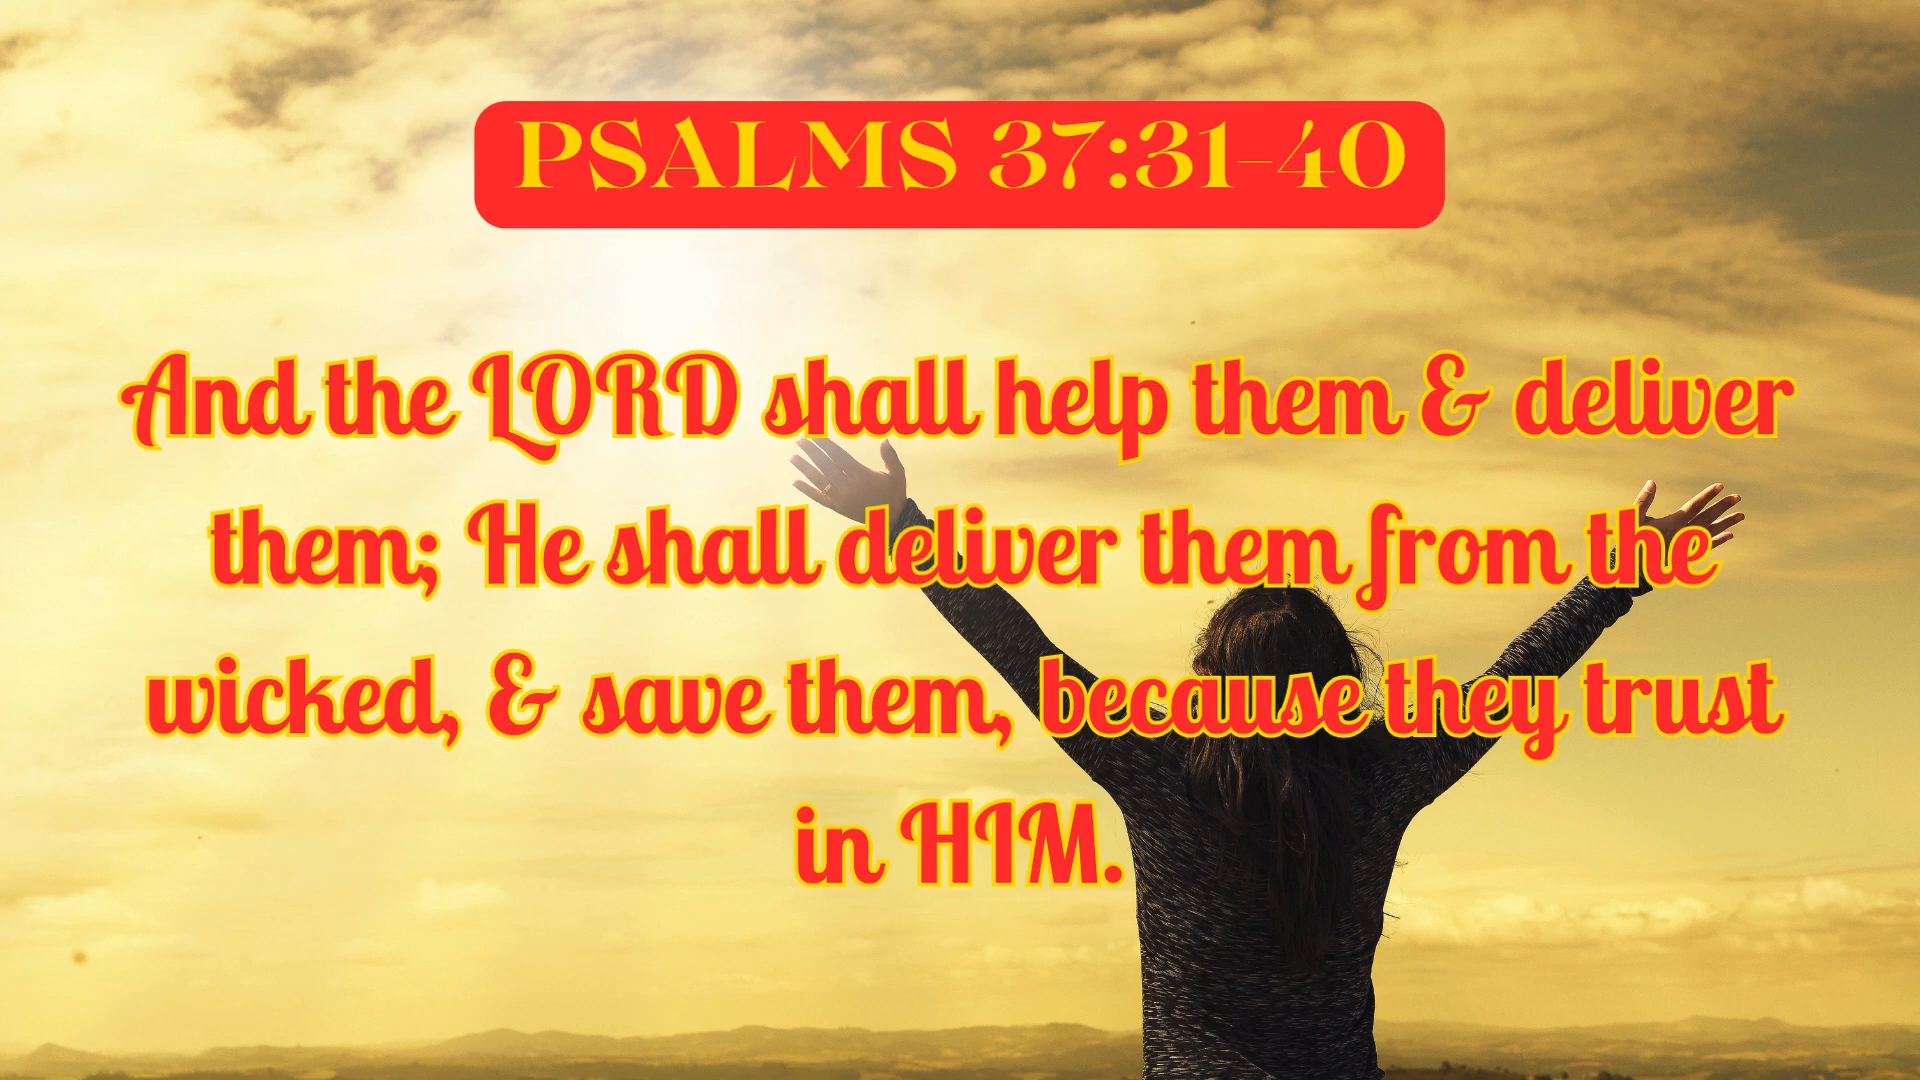 PSALMS 37:31-40
And the LORD shall help them & deliver
them; He shall deliver them from the
wicked, & save them, because they trust
in HIM.